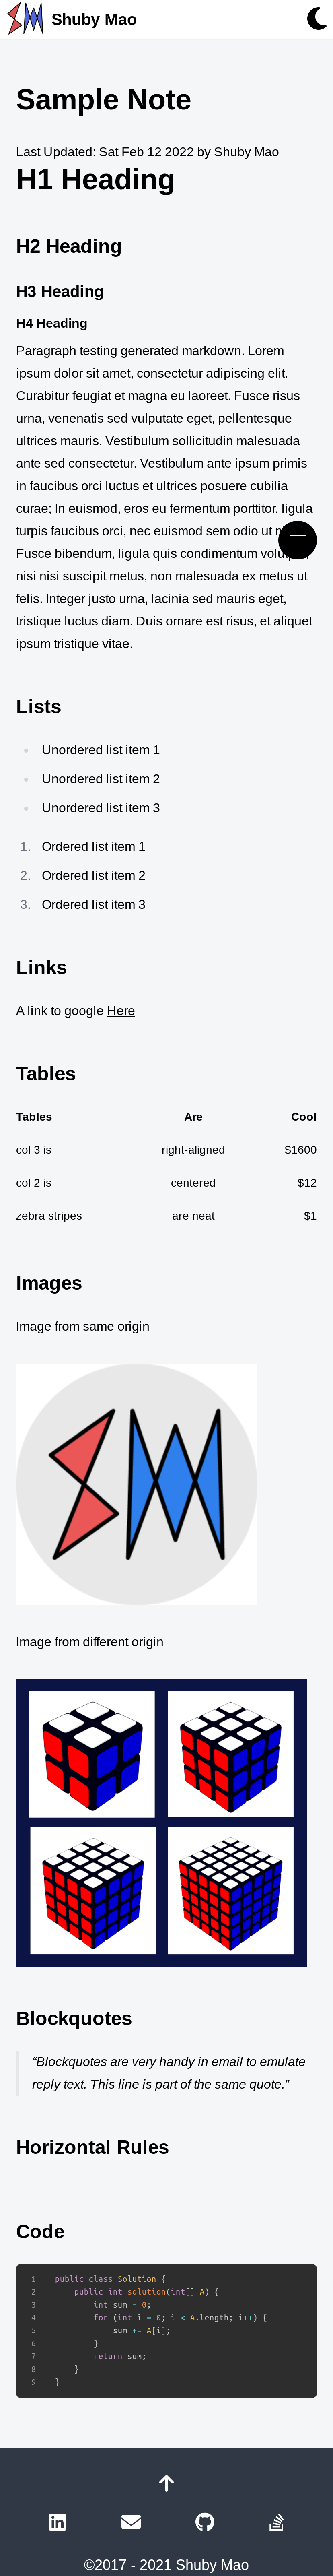 Shuby Mao
Sample Note
Last Updated: Sat Feb 12 2022 by Shuby Mao
H1 Heading
H2 Heading
H3 Heading
H4 Heading
Paragraph testing generated markdown. Lorem
ipsum dolor sit amet, consectetur adipiscing elit.
Curabitur feugiat et magna eu laoreet. Fusce risus
urna, venenatis sed vulputate eget, pellentesque
ultrices mauris. Vestibulum sollicitudin malesuada
ante sed consectetur. Vestibulum ante ipsum primis
in faucibus orci luctus et ultrices posuere cubilia
curae; In euismod, eros eu fermentum porttitor, ligula
turpis faucibus orci, nec euismod sem odio ut
Fusce bibendum, ligula quis condimentum
nisi nisi suscipit metus, non malesuada ex metus ut
felis. Integer justo urna, lacinia sed mauris eget,
tristique luctus diam. Duis ornare est risus, et aliquet
ipsum tristique vitae.
Lists
Unordered list item 1
Unordered list item 2
Unordered list item 3
1. Ordered list item 1
2. Ordered list item 2
3. Ordered list item 3
Links
A link to google Here
Tables
Tables Are Cool
col 3 is right-aligned $1600
col 2 is centered $12
zebra stripes are neat $1
Images
Image from same origin
SM
Image from different origin
Blockquotes
“Blockquotes are very handy in email to emulate
reply text. This line is part of the same quote.”
Horizontal Rules
Code
1 public class Solution {
2 public int solution(int[] A) {
3 int sum = 0;
4 for (int i = 0; i < A.length; i++) {
5 sum += A[i];
6 }
7 return sum;
8 }
9 }
©2017 - 2021 Shuby Mao